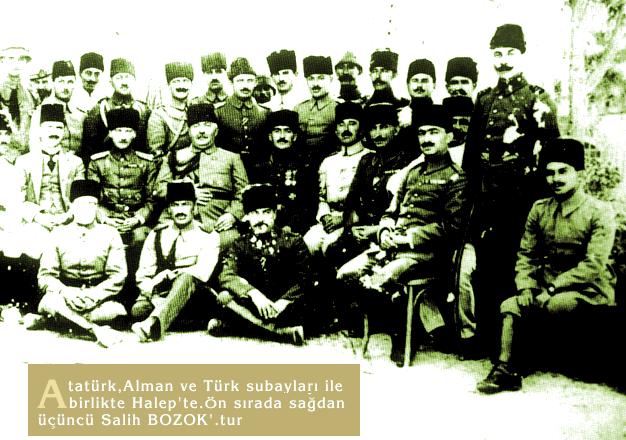 Atatürk,Alman ve Türk subayları ile
birlikte Halep'te.Ön sırada sağdan
üçüncü Salih BOZOK'.tur